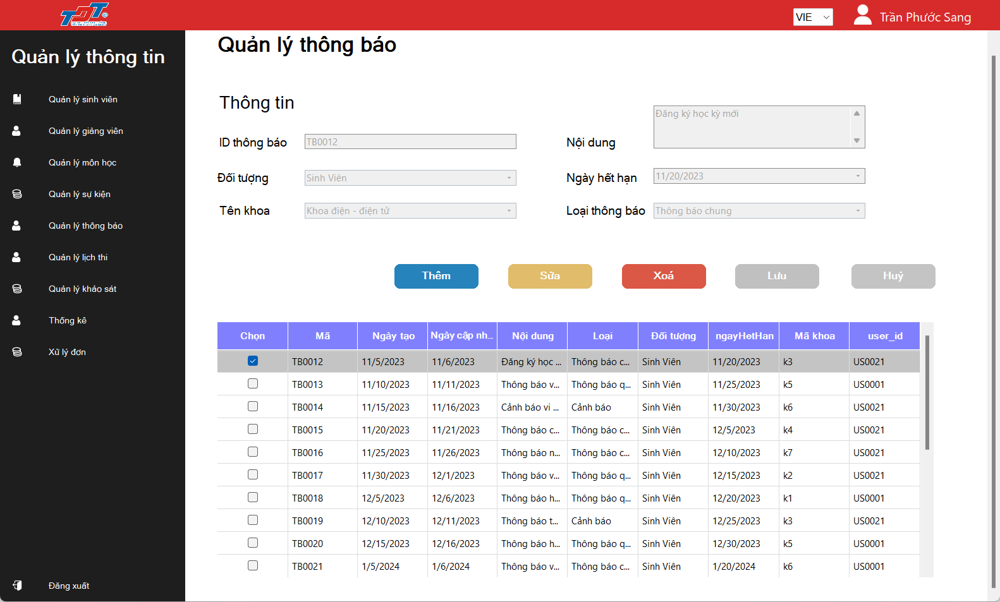 TDT
VIE
Trần Phước Sang
Quản lý thông tin
Quản lý sinh viên
Quản lý giảng viên
Quản lý môn học
Quản lý sự kiện
Quản lý thông báo
Quản lý lịch thi
Quản lý khảo sát
Thống kê
Xử lý đơn
Đăng xuất
Quản lý thông báo
Thông tin
ID thông báo TB0012
Nội dung Đăng ký học kỳ mới
Đối tượng Sinh Viên
Ngày hết hạn 11/20/2023
Tên khoa Khoa điện - điện tử
Loại thông báo Thông báo chung
Thêm Sửa Xoá Lưu Huỷ
Chọn Mã Ngày tạo Ngày cập nh... Nội dung Loại Đối tượng ngayHetHan Mã khoa user_id
TB0012 11/5/2023 11/6/2023 Đăng ký học ... Thông báo c... Sinh Viên 11/20/2023 k3 US0021
TB0013 11/10/2023 11/11/2023 Thông báo v... Thông báo q... Sinh Viên 11/25/2023 k5 US0001
TB0014 11/15/2023 11/16/2023 Cảnh báo vi ... Cảnh báo Sinh Viên 11/30/2023 k6 US0021
TB0015 11/20/2023 11/21/2023 Thông báo c... Thông báo c... Sinh Viên 12/5/2023 k4 US0021
TB0016 11/25/2023 11/26/2023 Thông báo n... Thông báo c... Sinh Viên 12/10/2023 k7 US0021
TB0017 11/30/2023 12/1/2023 Thông báo v... Thông báo q... Sinh Viên 12/15/2023 k2 US0021
TB0018 12/5/2023 12/6/2023 Thông báo h... Thông báo q... Sinh Viên 12/20/2023 k1 US0001
TB0019 12/10/2023 12/11/2023 Thông báo t... Cảnh báo Sinh Viên 12/25/2023 k3 US0021
TB0020 12/15/2023 12/16/2023 Thông báo h... Thông báo q... Sinh Viên 12/30/2023 k5 US0001
TB0021 1/5/2024 1/6/2024 Thông báo v... Thông báo c... Sinh Viên 1/20/2024 k6 US0001